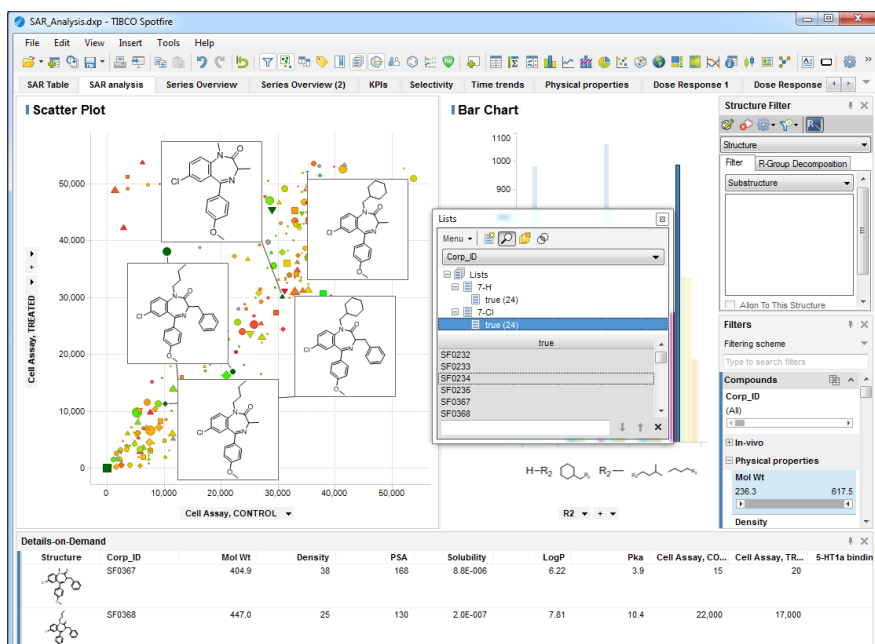 SAR_Analysis.dxp - TIBCO Spotfire
File Edit View Insert Tools Help
SAR Table SAR analysis Series Overview Series Overview (2) KPIs Selectivity Time trends Physical properties Dose Response 1 Dose Response
Scatter Plot
50,000
40,000
30,000
20,000
10,000
0
0 10,000 20,000 30,000 40,000 50,000
Cell Assay, TREATED
+
Cell Assay, CONTROL
Bar Chart
1100
1000
900
H–R2 R2—
R2 +
Lists
Menu
Corp_ID
Lists
7-H
true (24)
7-Cl
true (24)
true
SF0232
SF0233
SF0234
SF0235
SF0367
SF0368
Structure Filter
Structure
Filter R-Group Decomposition
Substructure
Align To This Structure
Filters
Filtering scheme
Type to search filters
Compounds
Corp_ID
(All)
In-vivo
Physical properties
Mol Wt
236.3 617.5
Density
Details-on-Demand
Structure Corp_ID Mol Wt Density PSA Solubility LogP Pka Cell Assay, CO... Cell Assay, TR... 5-HT1a bindin
SF0367 404.9 38 168 8.8E-006 6.22 3.9 15 20
SF0368 447.0 25 130 2.0E-007 7.81 10.4 22,000 17,000